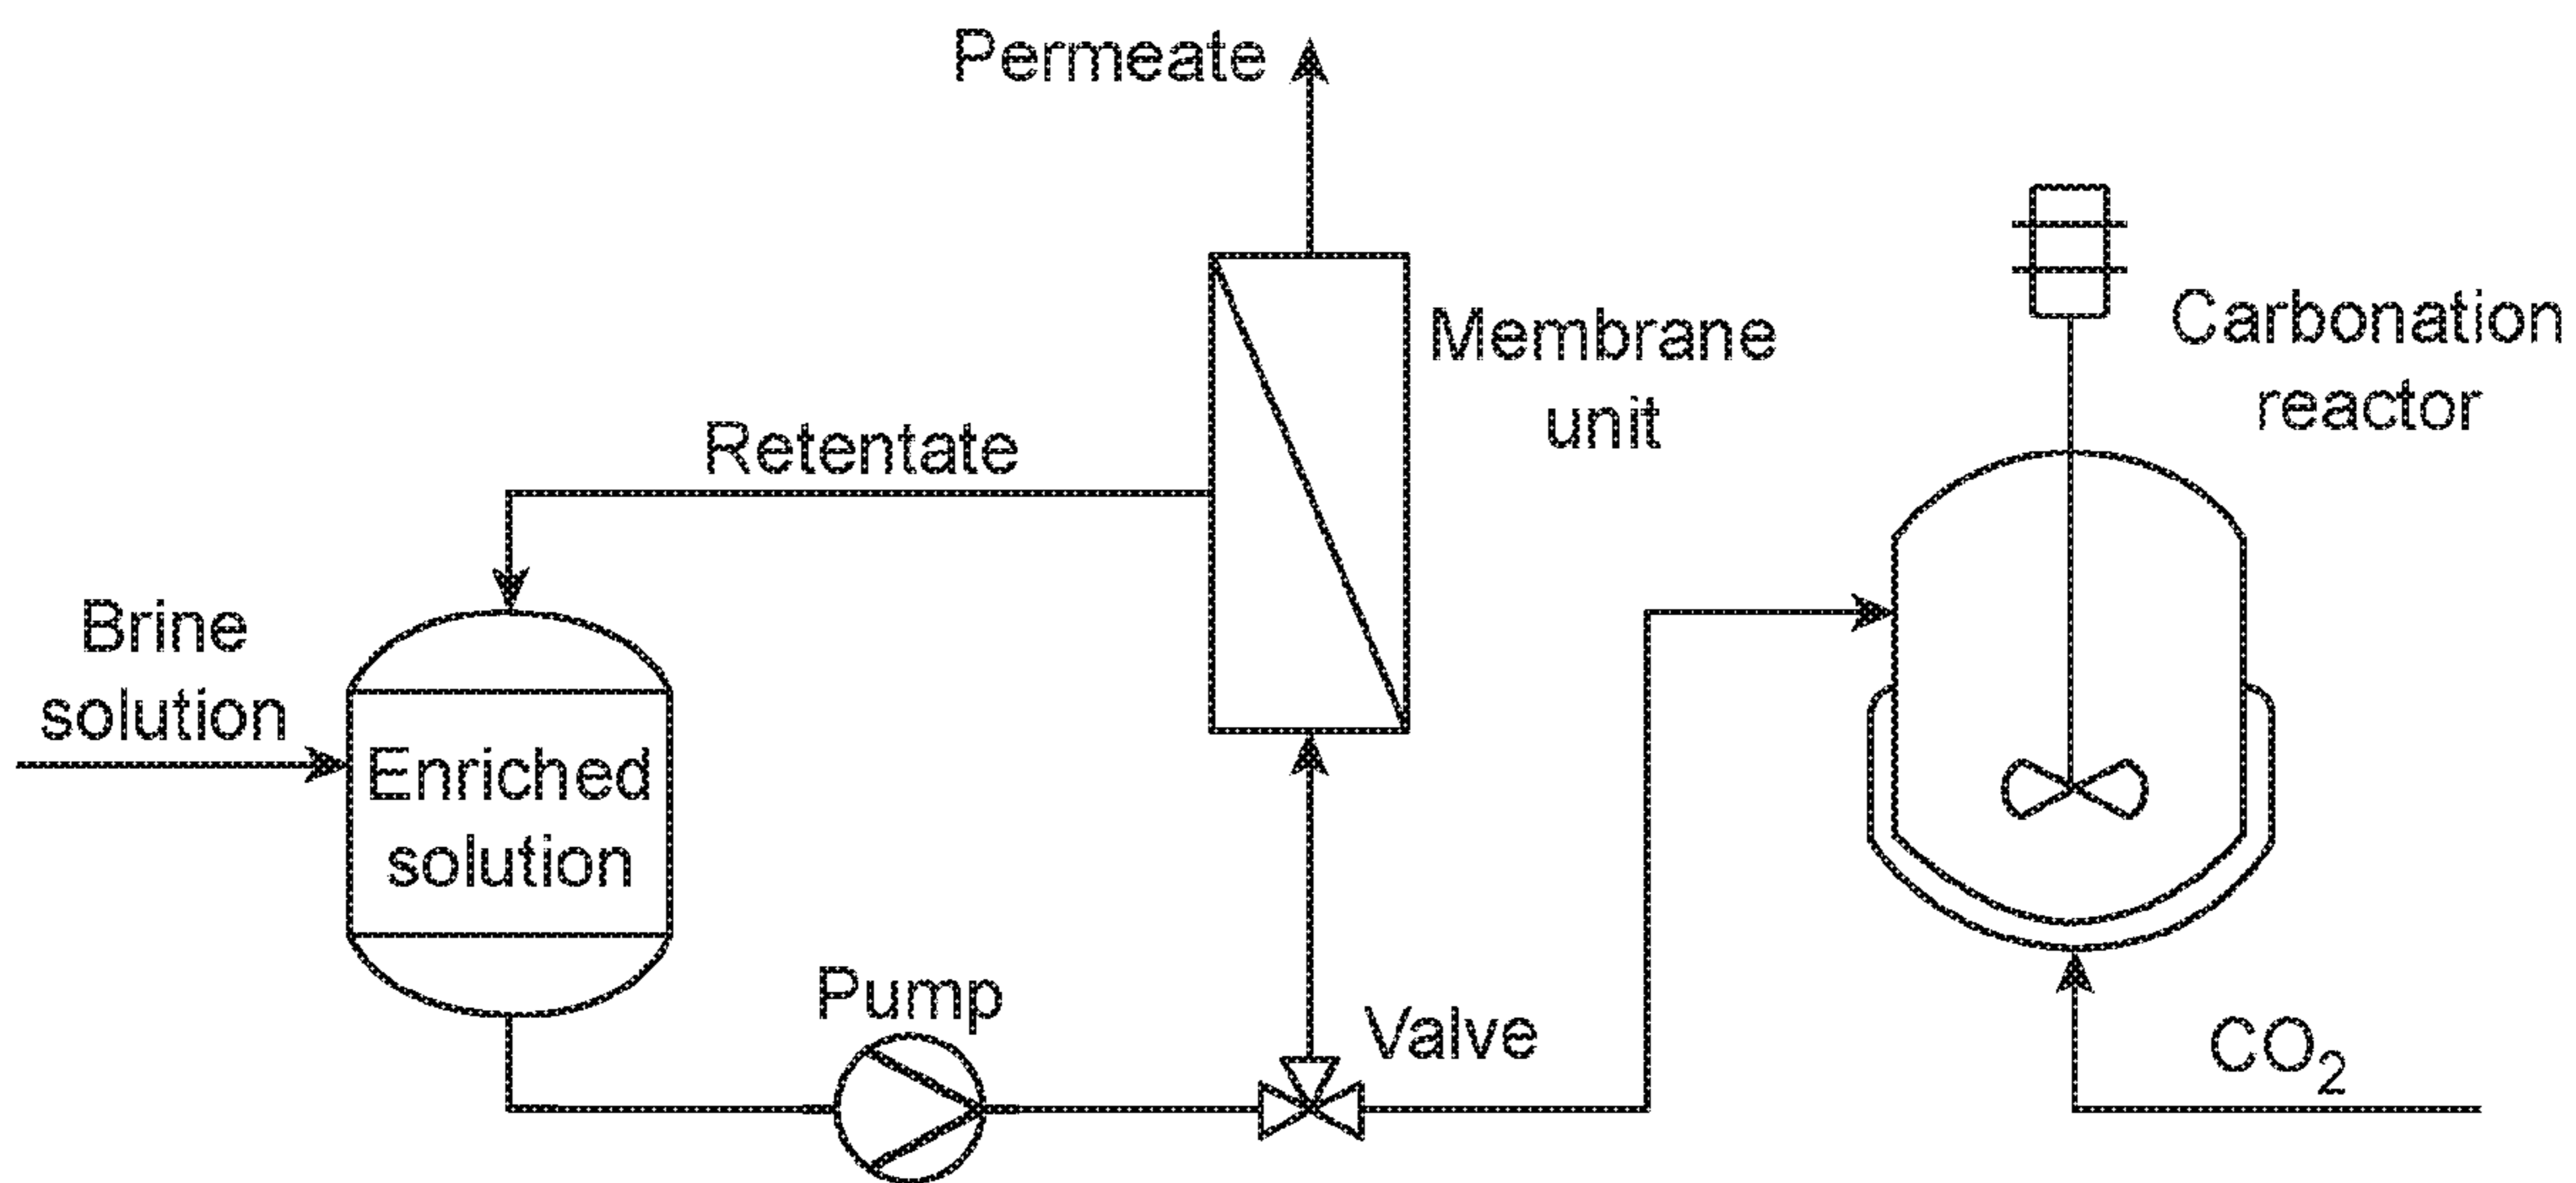 Permeate
Membrane
unit
Carbonation
reactor
Retentate
Brine
solution
Enriched
solution
Pump
Valve
CO₂